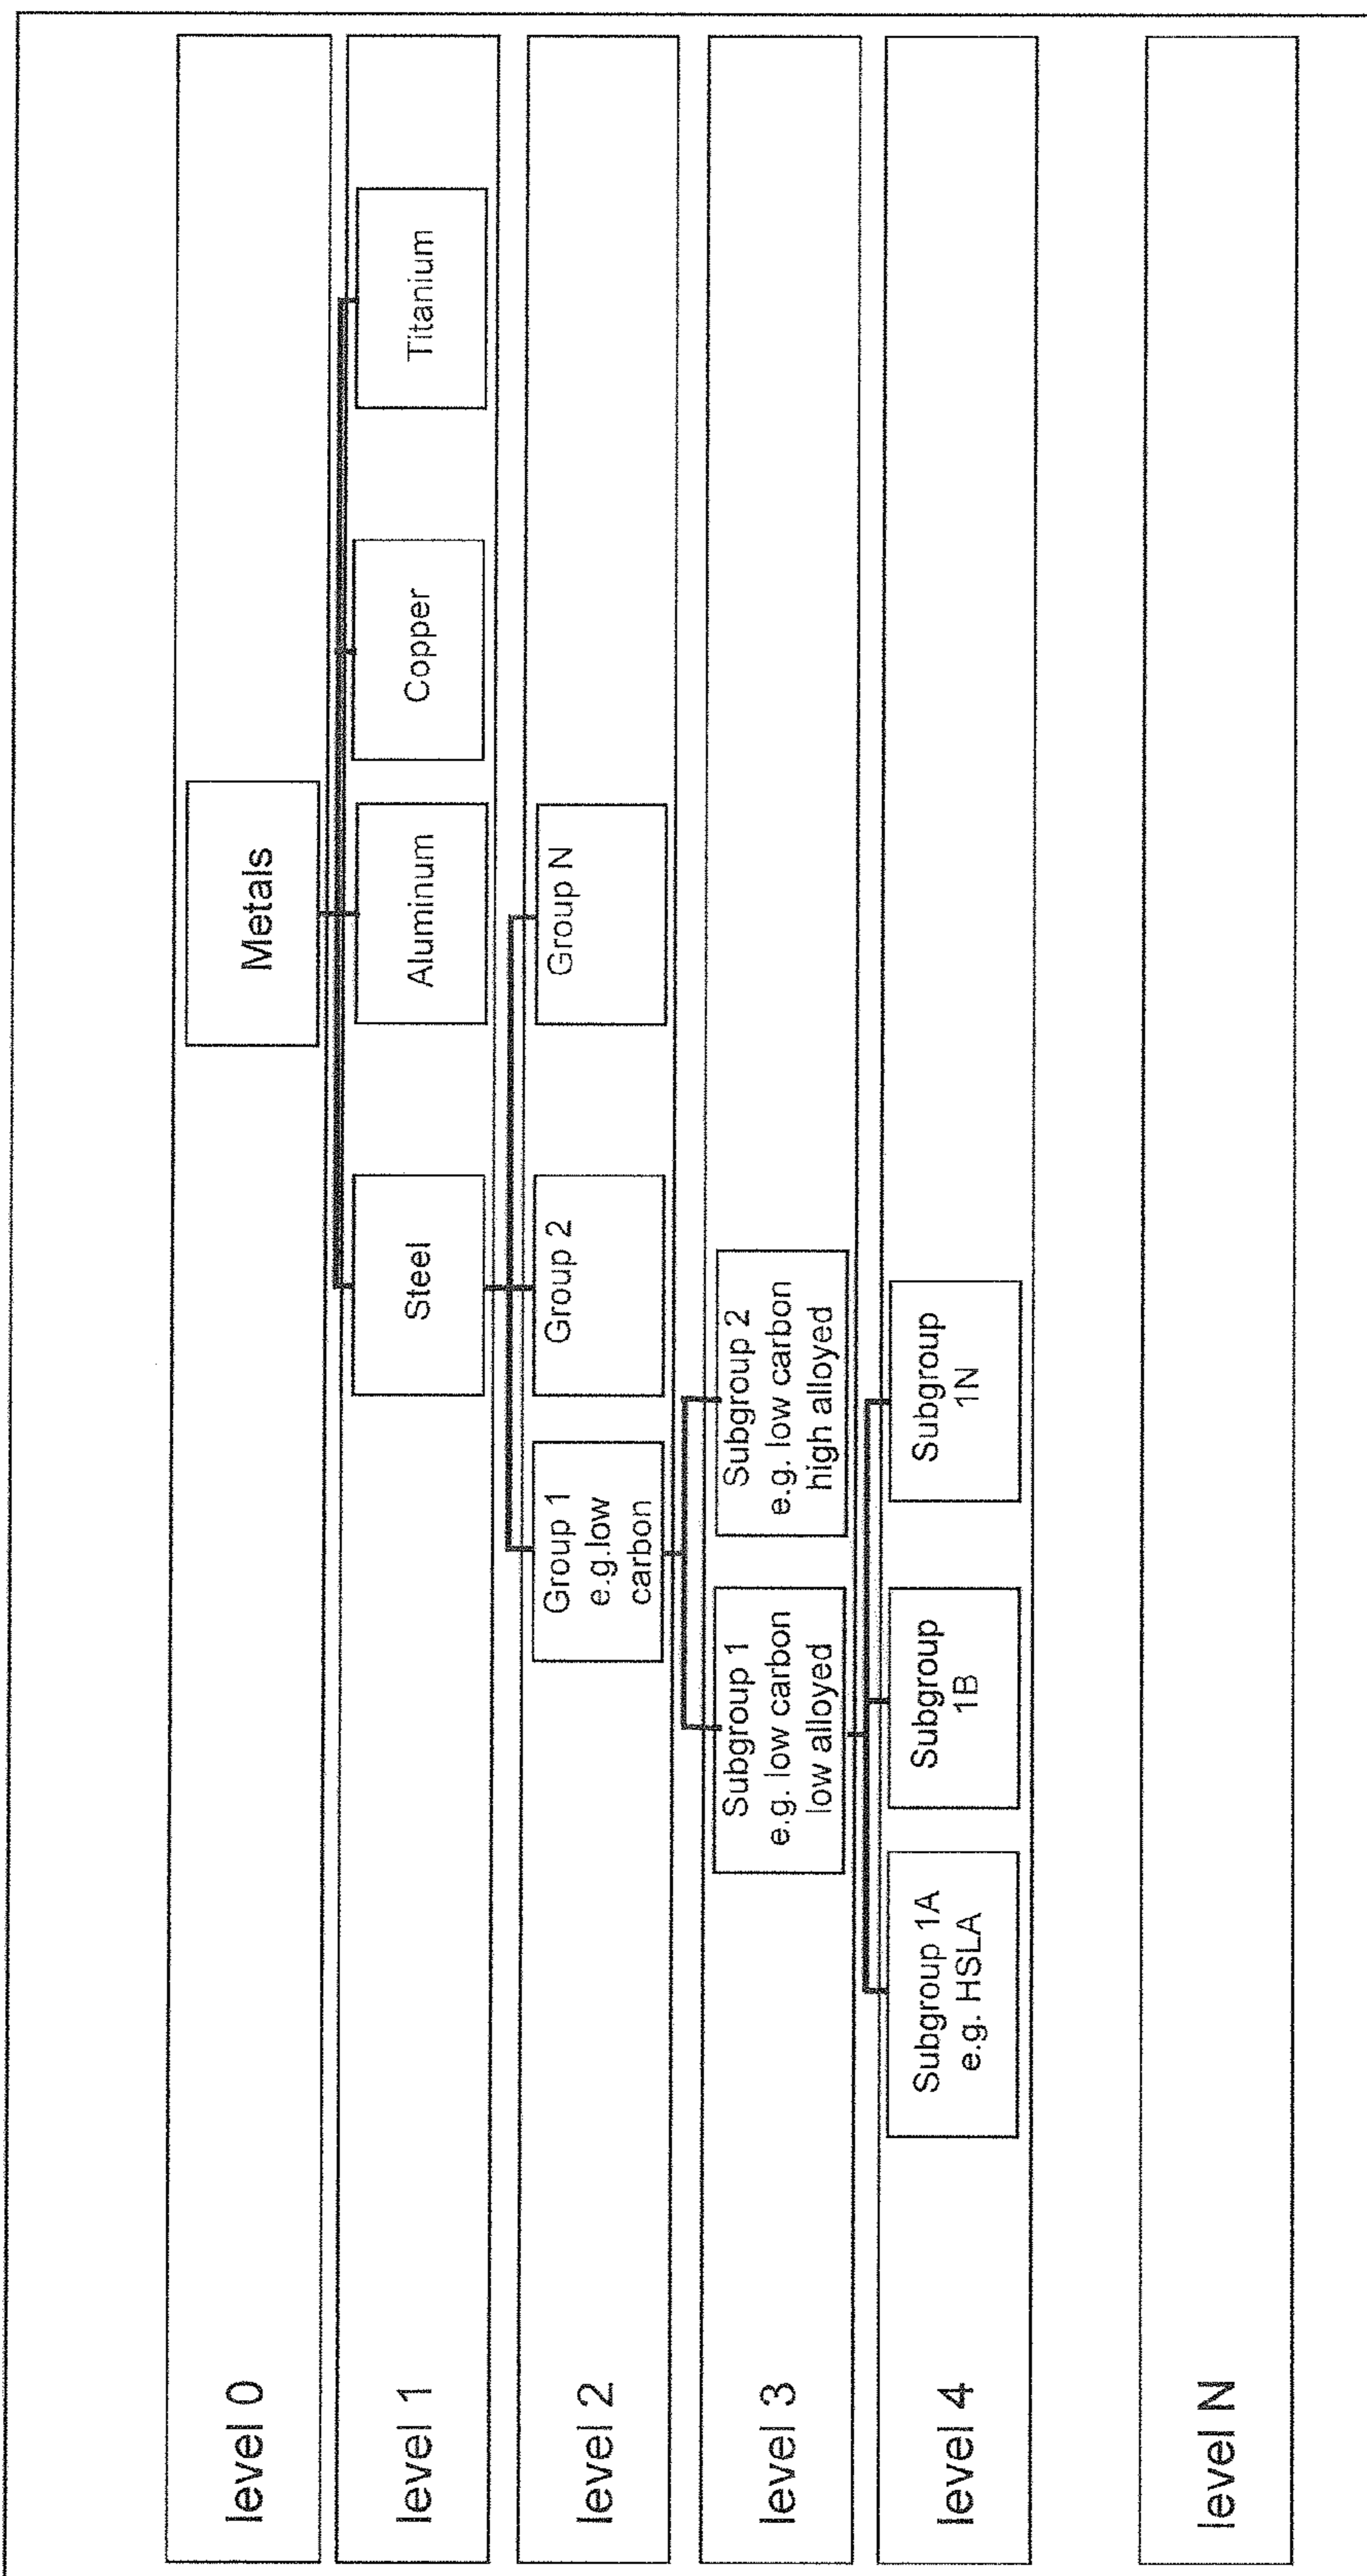 level 0
Metals
level 1
Steel
Aluminum
Copper
Titanium
level 2
Group 1
e.g.low
carbon
Group 2
Group N
level 3
Subgroup 1
e.g. low carbon
low alloyed
Subgroup 2
e.g. low carbon
high alloyed
level 4
Subgroup 1A
e.g. HSLA
Subgroup
1B
Subgroup
1N
level N